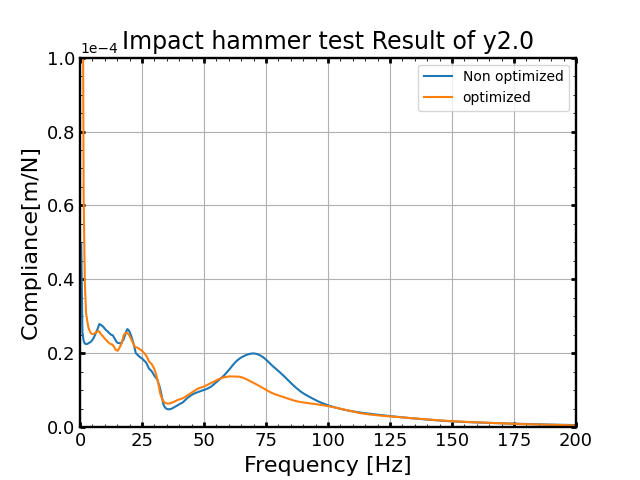 Impact hammer test Result of y2.0
1e−4
1.0
0.8
0.6
0.4
0.2
0.0
Compliance[m/N]
Non optimized
optimized
0 25 50 75 100 125 150 175 200
Frequency [Hz]